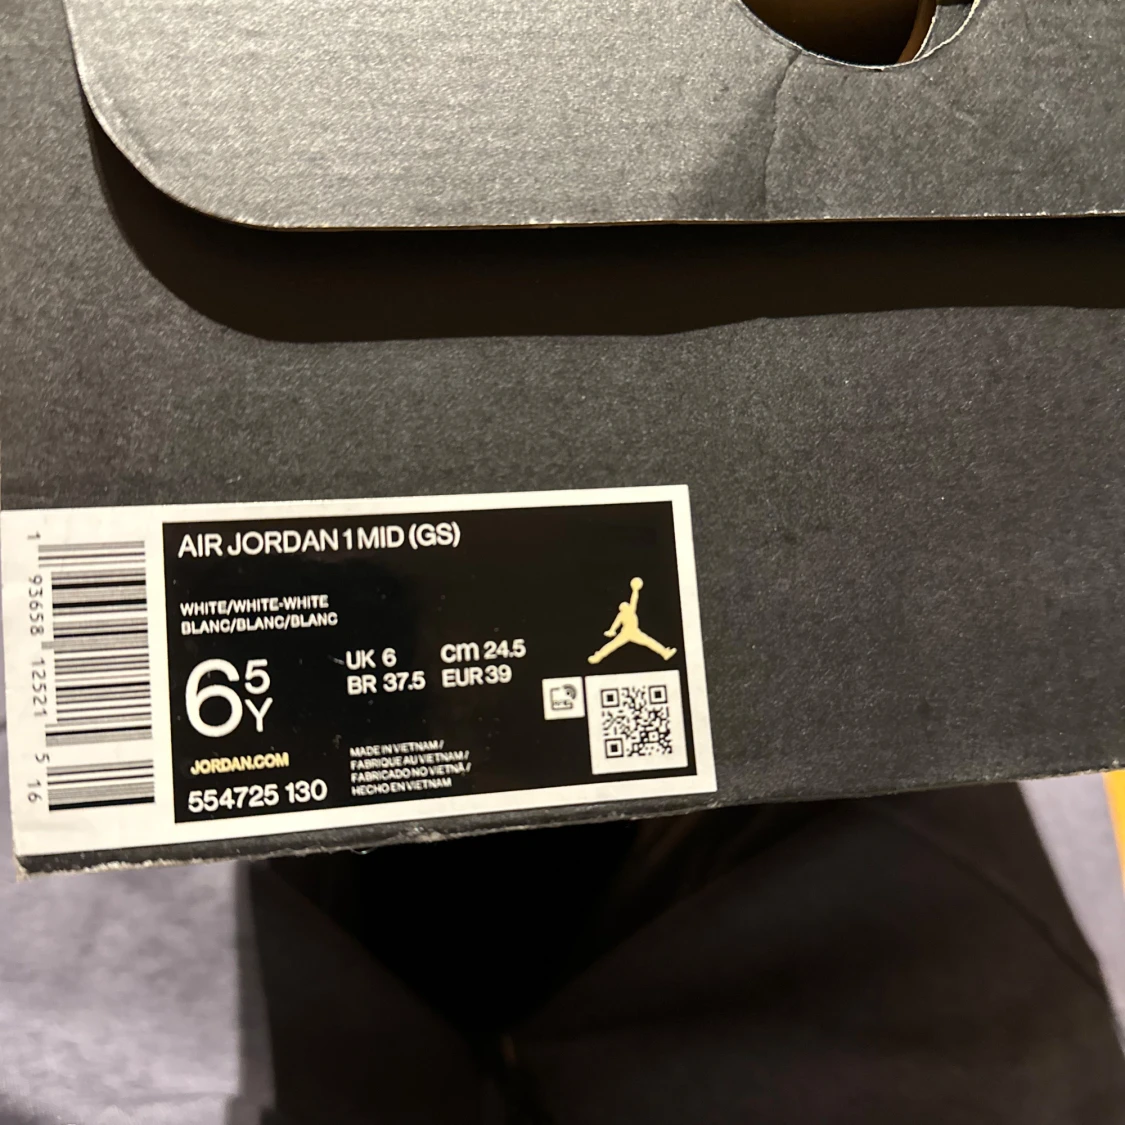 AIR JORDAN 1 MID (GS)
WHITE/WHITE-WHITE
BLANC/BLANC/BLANC
6 5 Y
UK 6 cm 24.5
BR 37.5 EUR 39
JORDAN.COM
554725 130
MADE IN VIETNAM /
FABRIQUE AU VIETNAM /
FABRICADO NO VIETNÃ /
HECHO EN VIETNAM
1 93658 12521 5 16